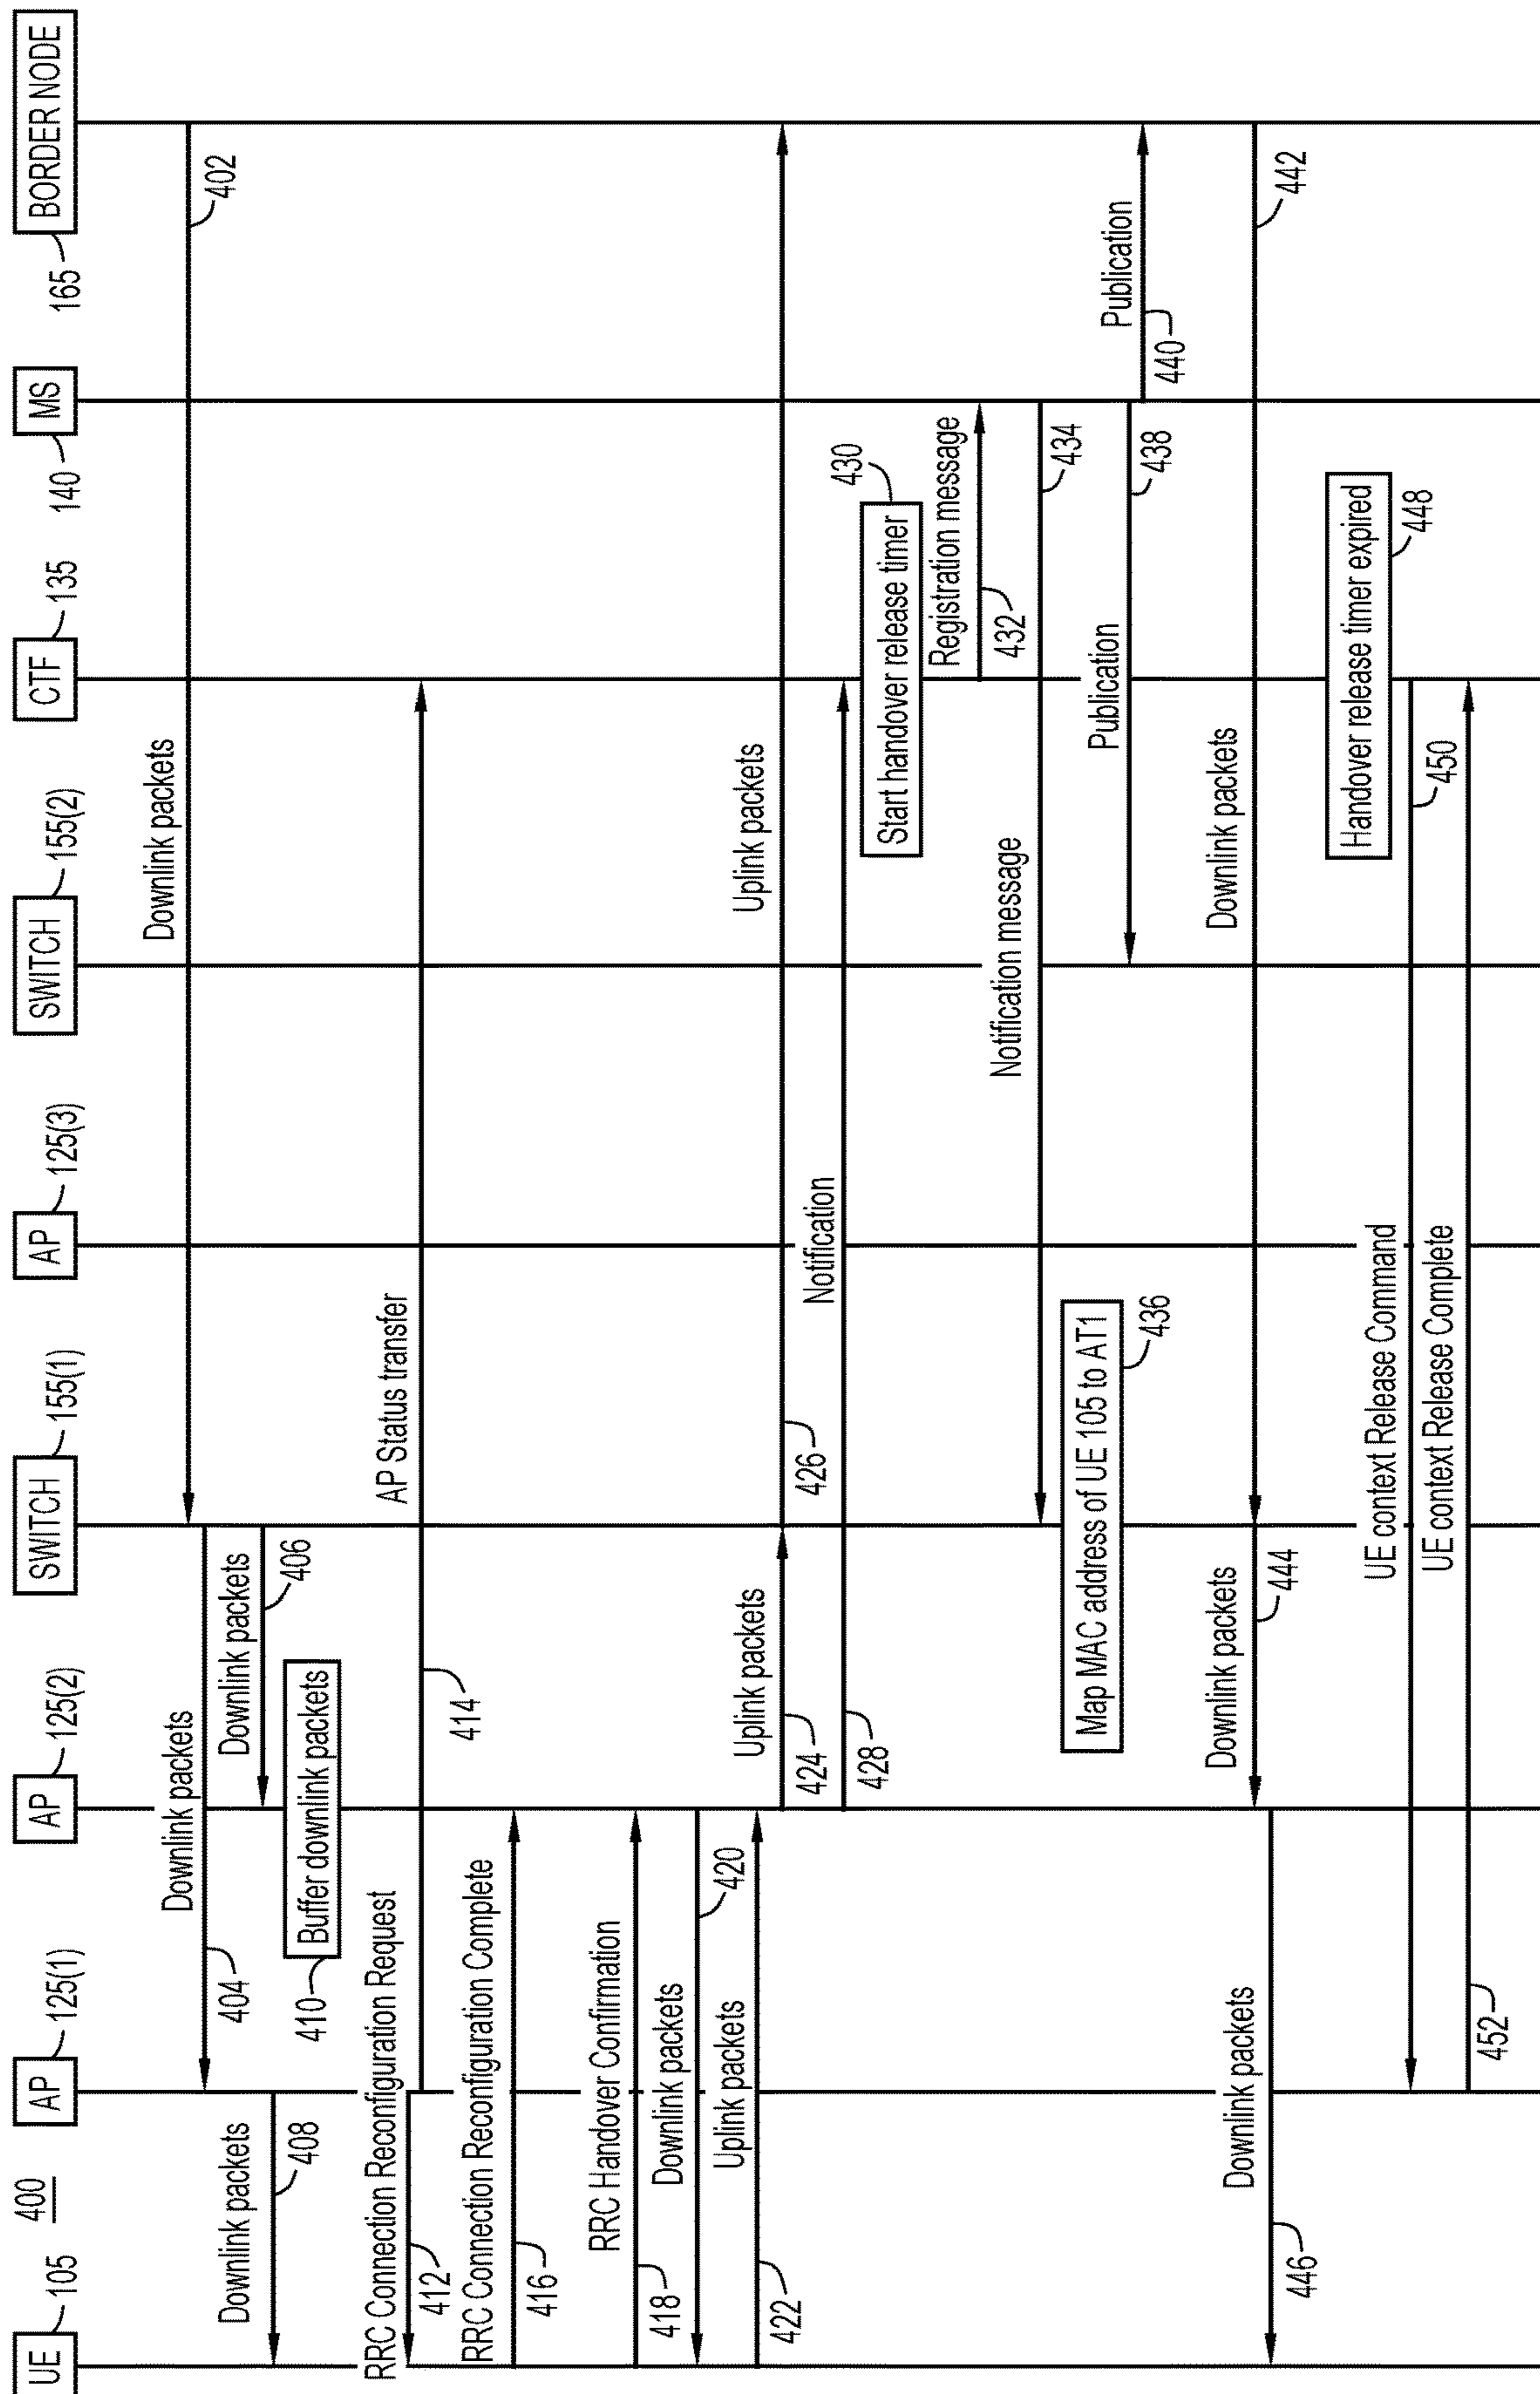 400
UE
105
AP
125(1)
AP
125(2)
SWITCH
155(1)
AP
125(3)
SWITCH
155(2)
CTF
135
MS
140
BORDER NODE
165
Downlink packets
402
Downlink packets
404
Downlink packets
406
Downlink packets
408
Buffer downlink packets
410
RRC Connection Reconfiguration Request
412
AP Status transfer
414
RRC Connection Reconfiguration Complete
416
RRC Handover Confirmation
418
Downlink packets
420
Uplink packets
422
Uplink packets
424
Uplink packets
426
Notification
428
Start handover release timer
430
Registration message
432
Notification message
434
Map MAC address of UE 105 to AT1
436
Publication
438
Publication
440
Downlink packets
442
Downlink packets
444
Downlink packets
446
Handover release timer expired
448
UE context Release Command
450
UE context Release Complete
452